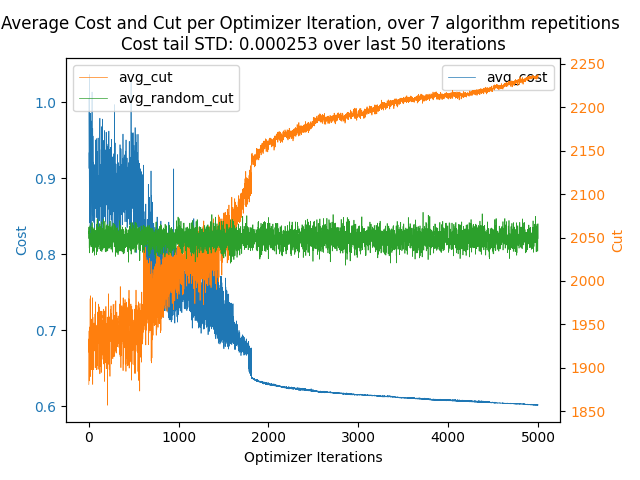 Average Cost and Cut per Optimizer Iteration, over 7 algorithm repetitions
Cost tail STD: 0.000253 over last 50 iterations
avg_cut
avg_random_cut
avg_cost
1.0
0.9
0.8
0.7
0.6
Cost
2250
2200
2150
2100
2050
2000
1950
1900
1850
Cut
0 1000 2000 3000 4000 5000
Optimizer Iterations